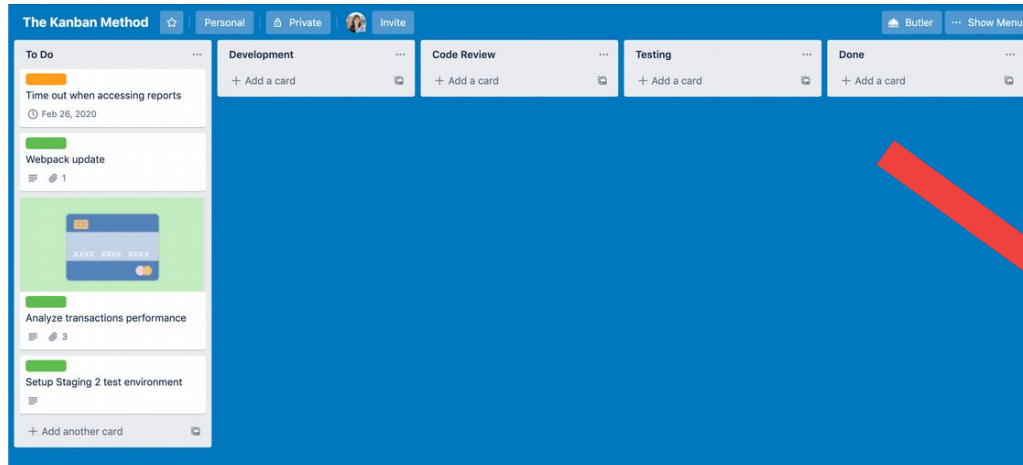 The Kanban Method Personal Private Invite Butler ... Show Menu
To Do ...
Time out when accessing reports
Feb 26, 2020
Webpack update
1
XXXX XXXX XXXX
Analyze transactions performance
3
Setup Staging 2 test environment
+ Add another card
Development ...
+ Add a card
Code Review ...
+ Add a card
Testing ...
+ Add a card
Done ...
+ Add a card